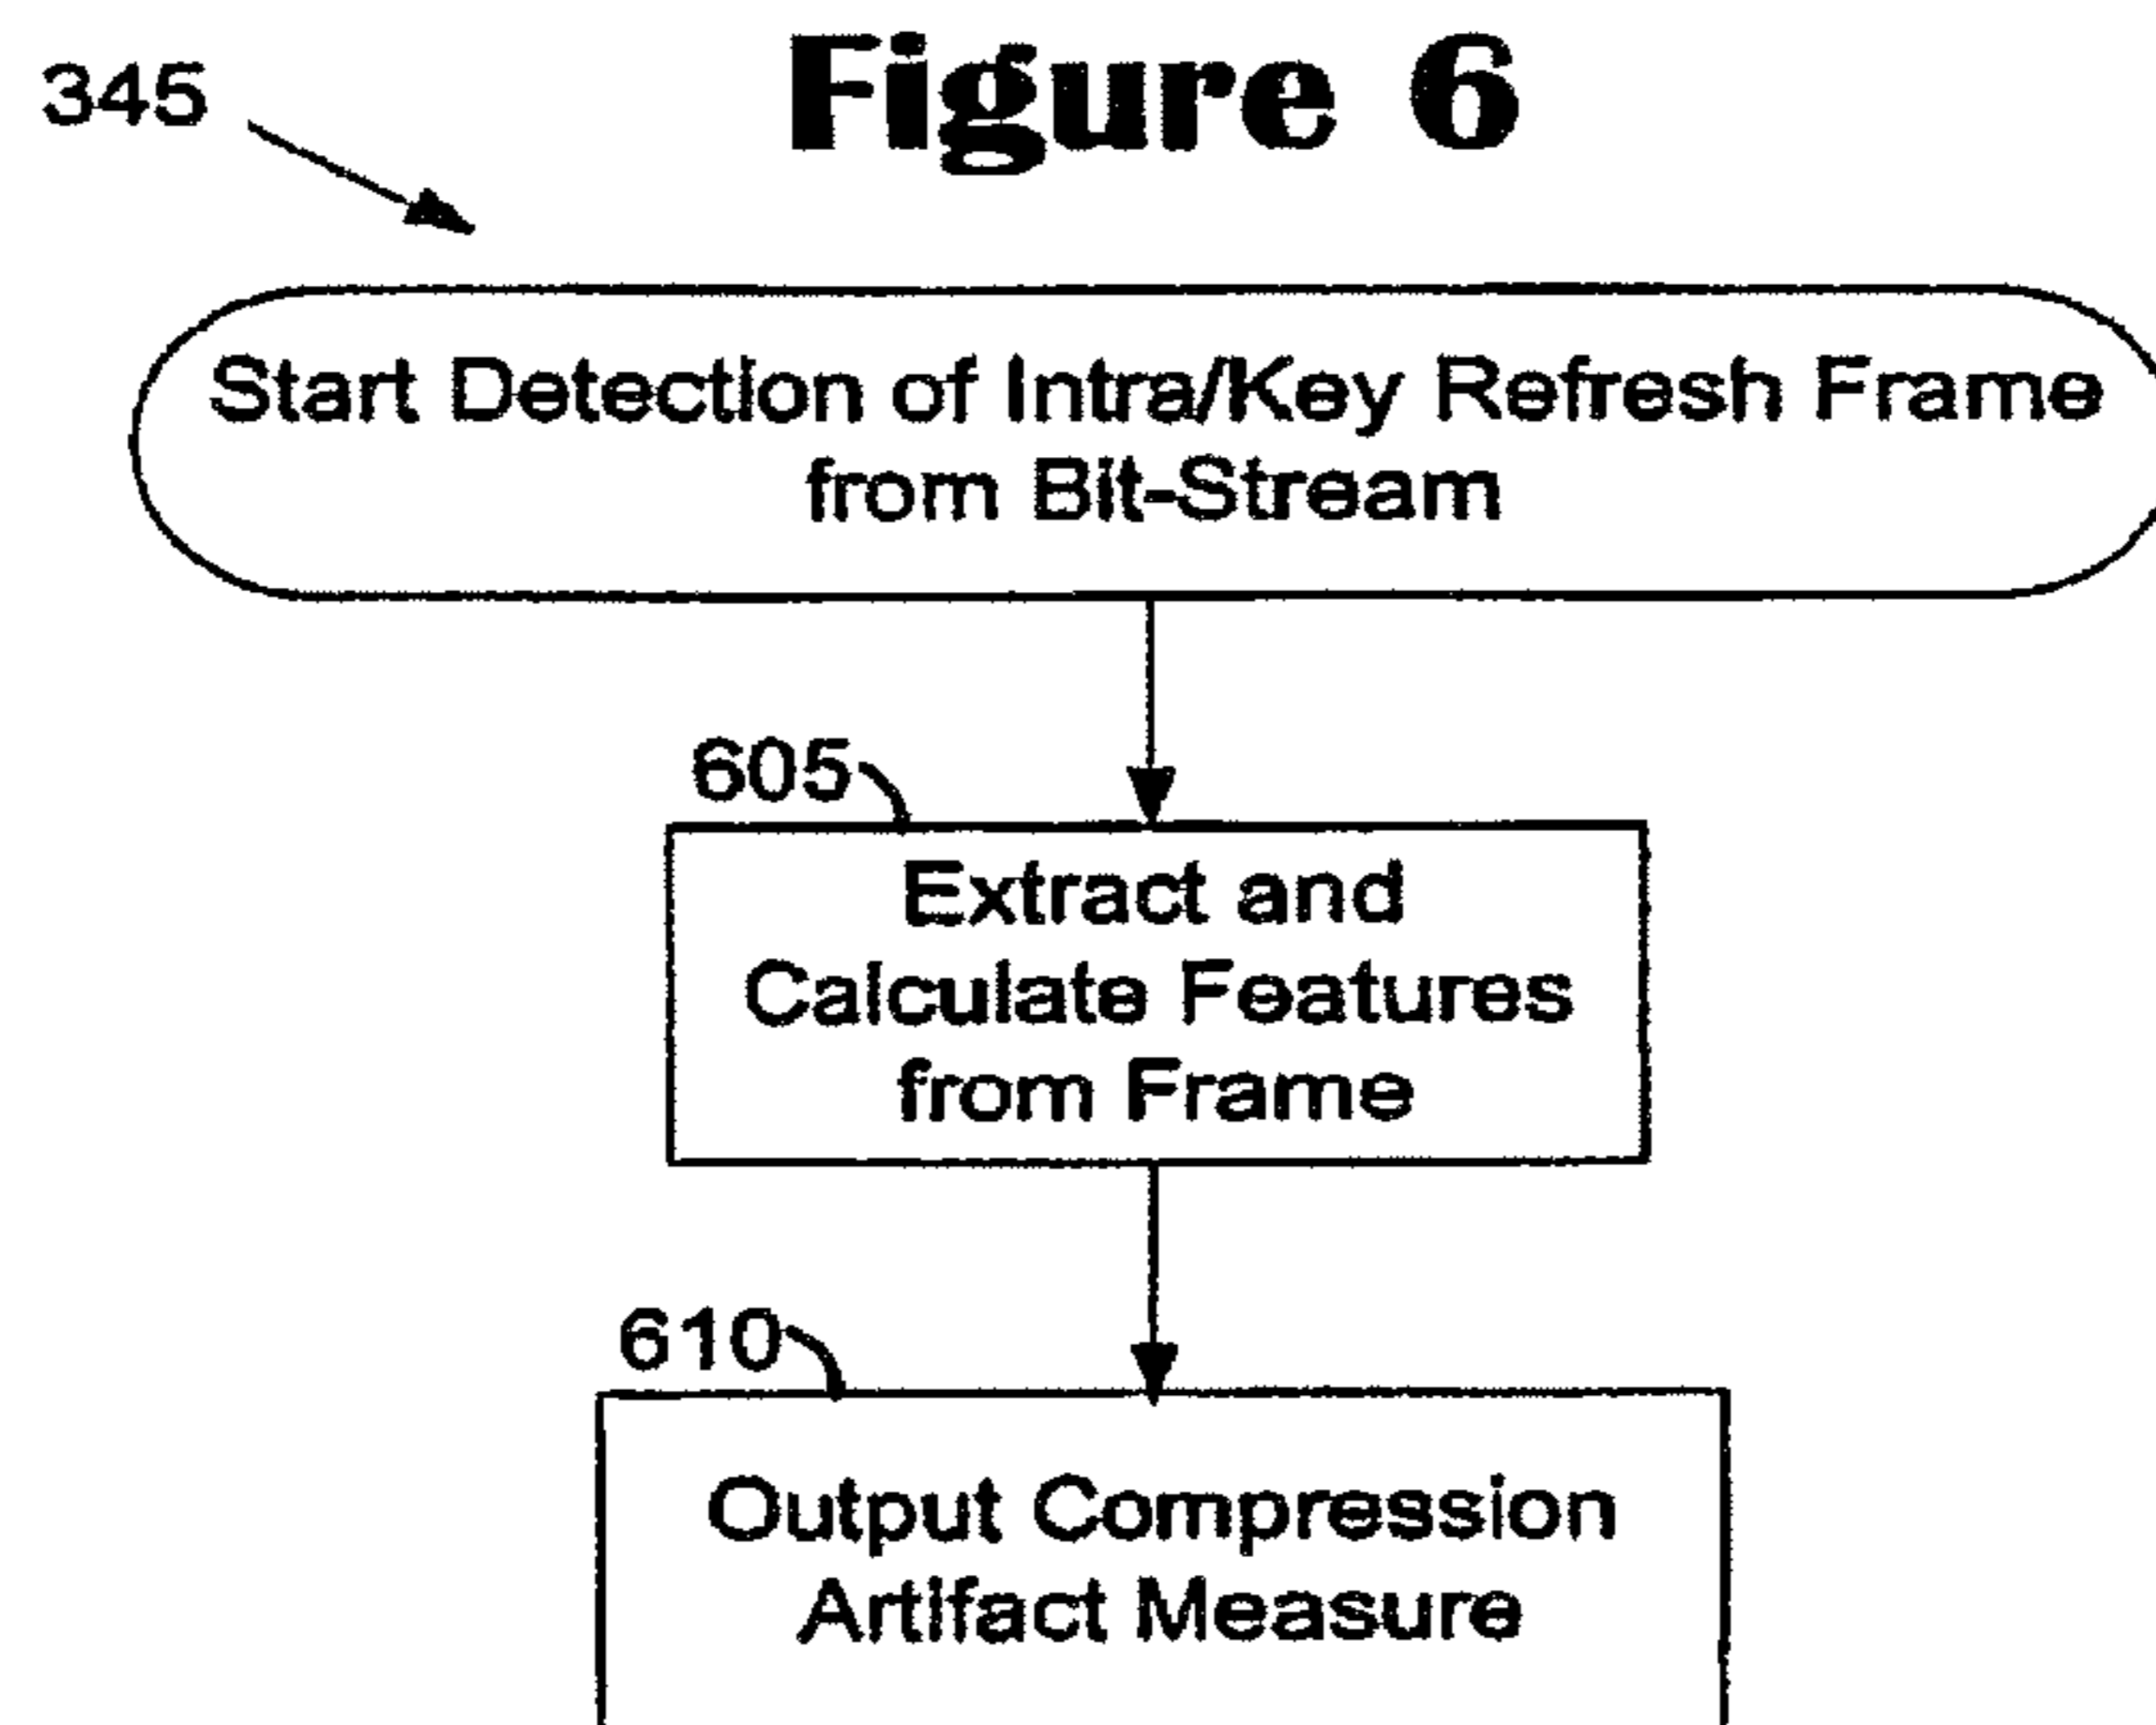 Figure 6
345
Start Detection of Intra/Key Refresh Frame
from Bit-Stream
605
Extract and
Calculate Features
from Frame
610
Output Compression
Artifact Measure